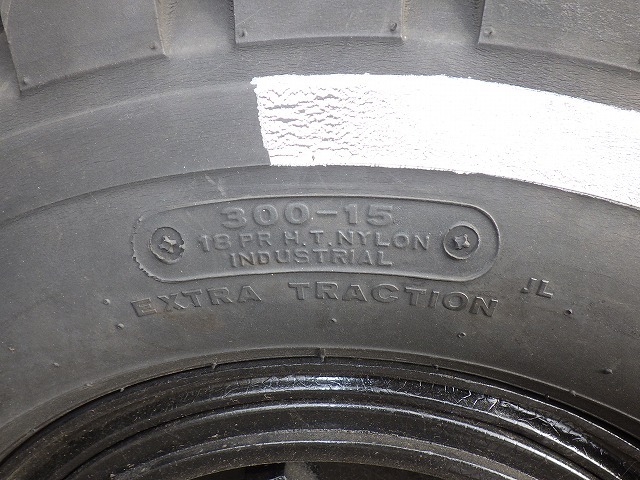 300-15
18 PR H.T. NYLON
INDUSTRIAL
EXTRA TRACTION JL